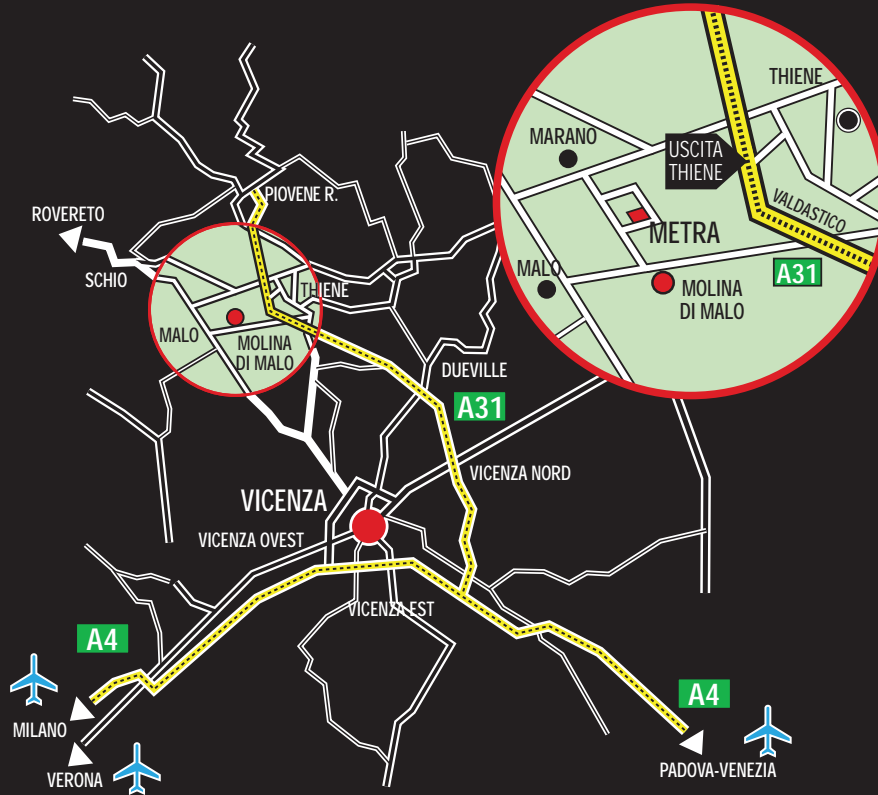 THIENE
MARANO
USCITA
THIENE
VALDASTICO
METRA
MALO
A31
MOLINA
DI MALO
PIOVENE R.
ROVERETO
SCHIO
THIENE
MALO
MOLINA
DI MALO
DUEVILLE
A31
VICENZA NORD
VICENZA
VICENZA OVEST
VICENZA EST
A4
A4
MILANO
VERONA
PADOVA-VENEZIA